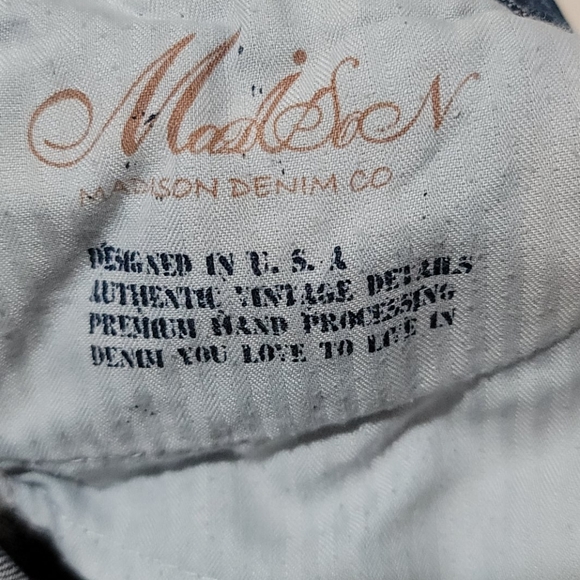 Madison
MADISON DENIM CO
DESIGNED IN U. S. A
AUTHENTIC VINTAGE DETAILS
PREMIUM HAND PROCESSING
DENIM YOU LOVE TO LIVE IN